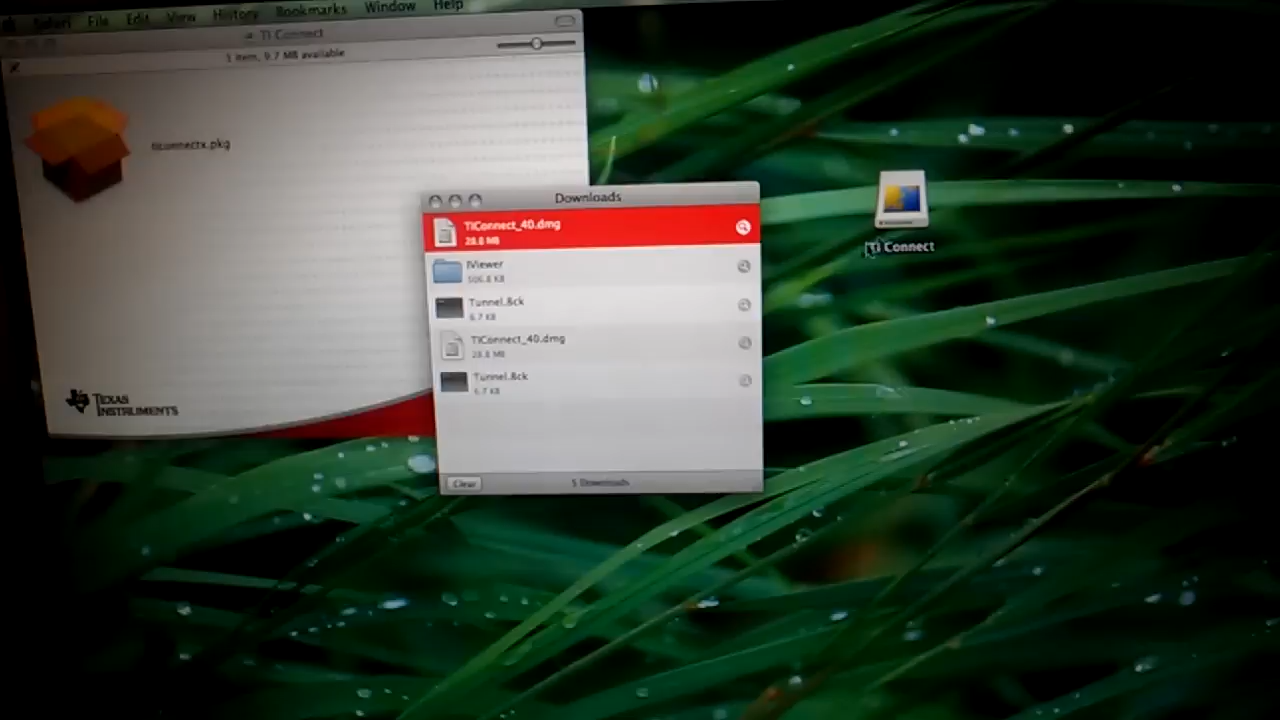 Safari File Edit View History Bookmarks Window Help
TI Connect
1 item, 9.7 MB available
ticonnectx.pkg
TEXAS
INSTRUMENTS
Downloads
TIConnect_40.dmg
28.8 MB
iViewer
506.8 KB
Tunnel.8ck
6.7 KB
TIConnect_40.dmg
28.8 MB
Tunnel.8ck
6.7 KB
Clear
5 Downloads
TI Connect